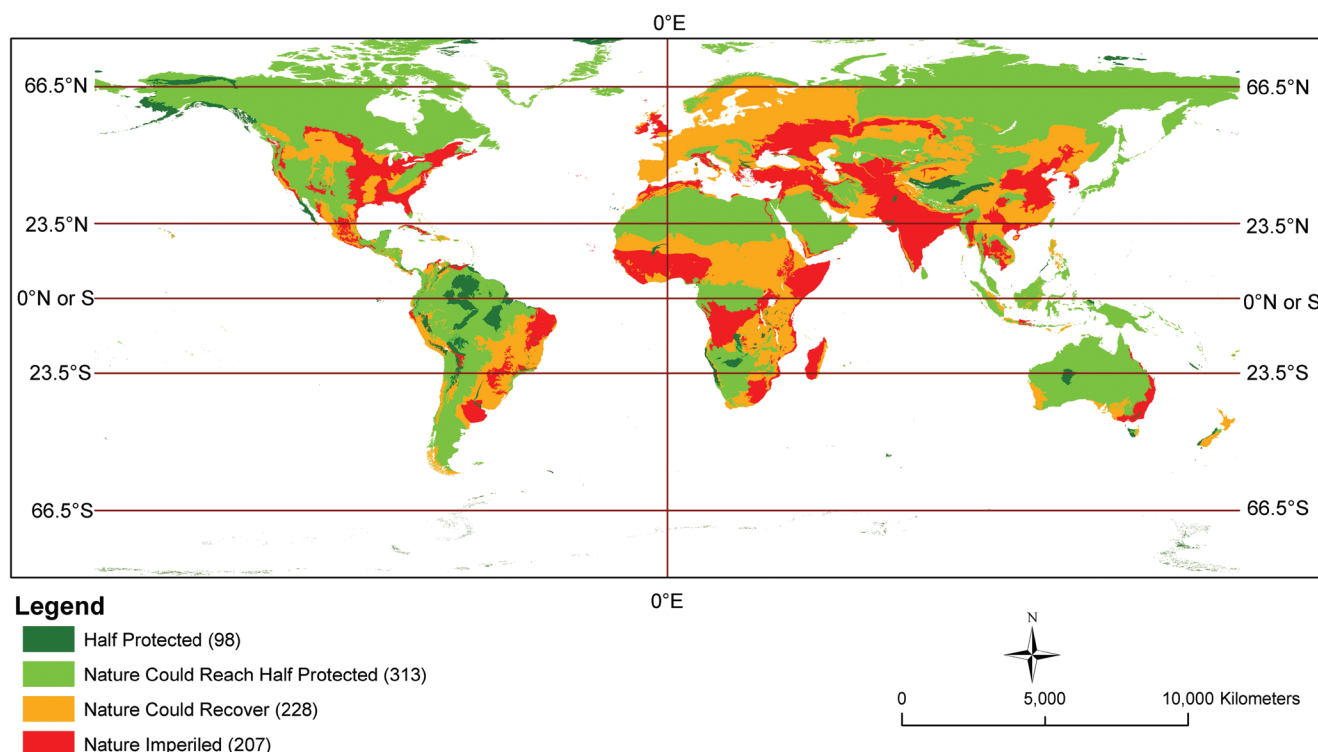 0°E
66.5°N 66.5°N
23.5°N 23.5°N
0°N or S 0°N or S
23.5°S 23.5°S
66.5°S 66.5°S
0°E
Legend
Half Protected (98)
Nature Could Reach Half Protected (313)
Nature Could Recover (228)
Nature Imperiled (207)
N
0 5,000 10,000 Kilometers